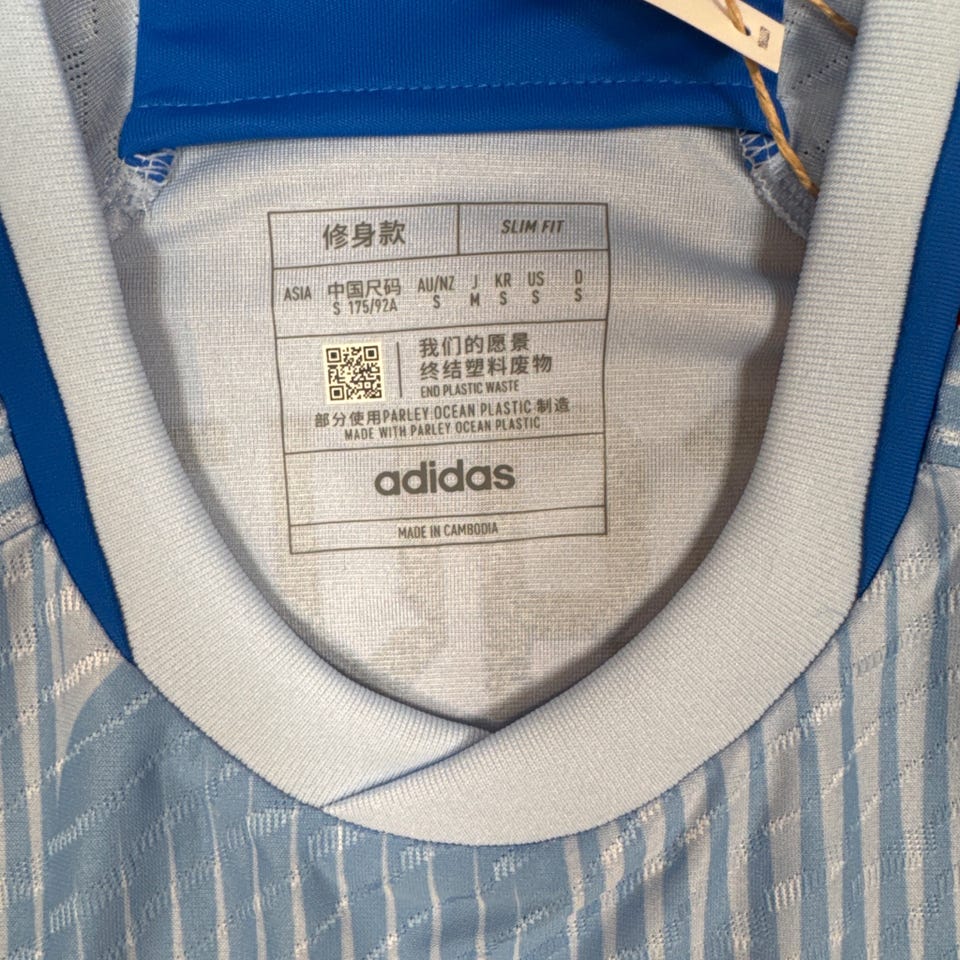 修身款 SLIM FIT
ASIA 中国尺码 AU/NZ J KR US D
S 175/92A S M S S S
我们的愿景
终结塑料废物
END PLASTIC WASTE
部分使用PARLEY OCEAN PLASTIC 制造
MADE WITH PARLEY OCEAN PLASTIC
adidas
MADE IN CAMBODIA